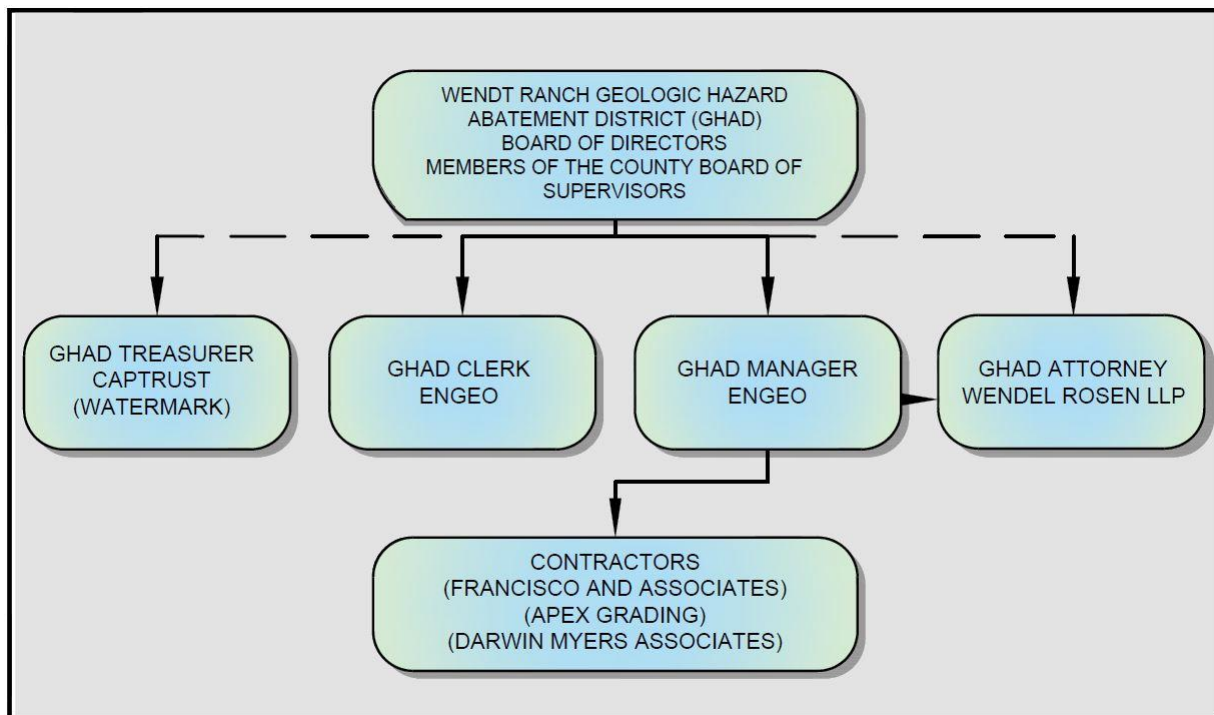 WENDT RANCH GEOLOGIC HAZARD
ABATEMENT DISTRICT (GHAD)
BOARD OF DIRECTORS
MEMBERS OF THE COUNTY BOARD OF
SUPERVISORS
GHAD TREASURER
CAPTRUST
(WATERMARK)
GHAD CLERK
ENGEO
GHAD MANAGER
ENGEO
GHAD ATTORNEY
WENDEL ROSEN LLP
CONTRACTORS
(FRANCISCO AND ASSOCIATES)
(APEX GRADING)
(DARWIN MYERS ASSOCIATES)